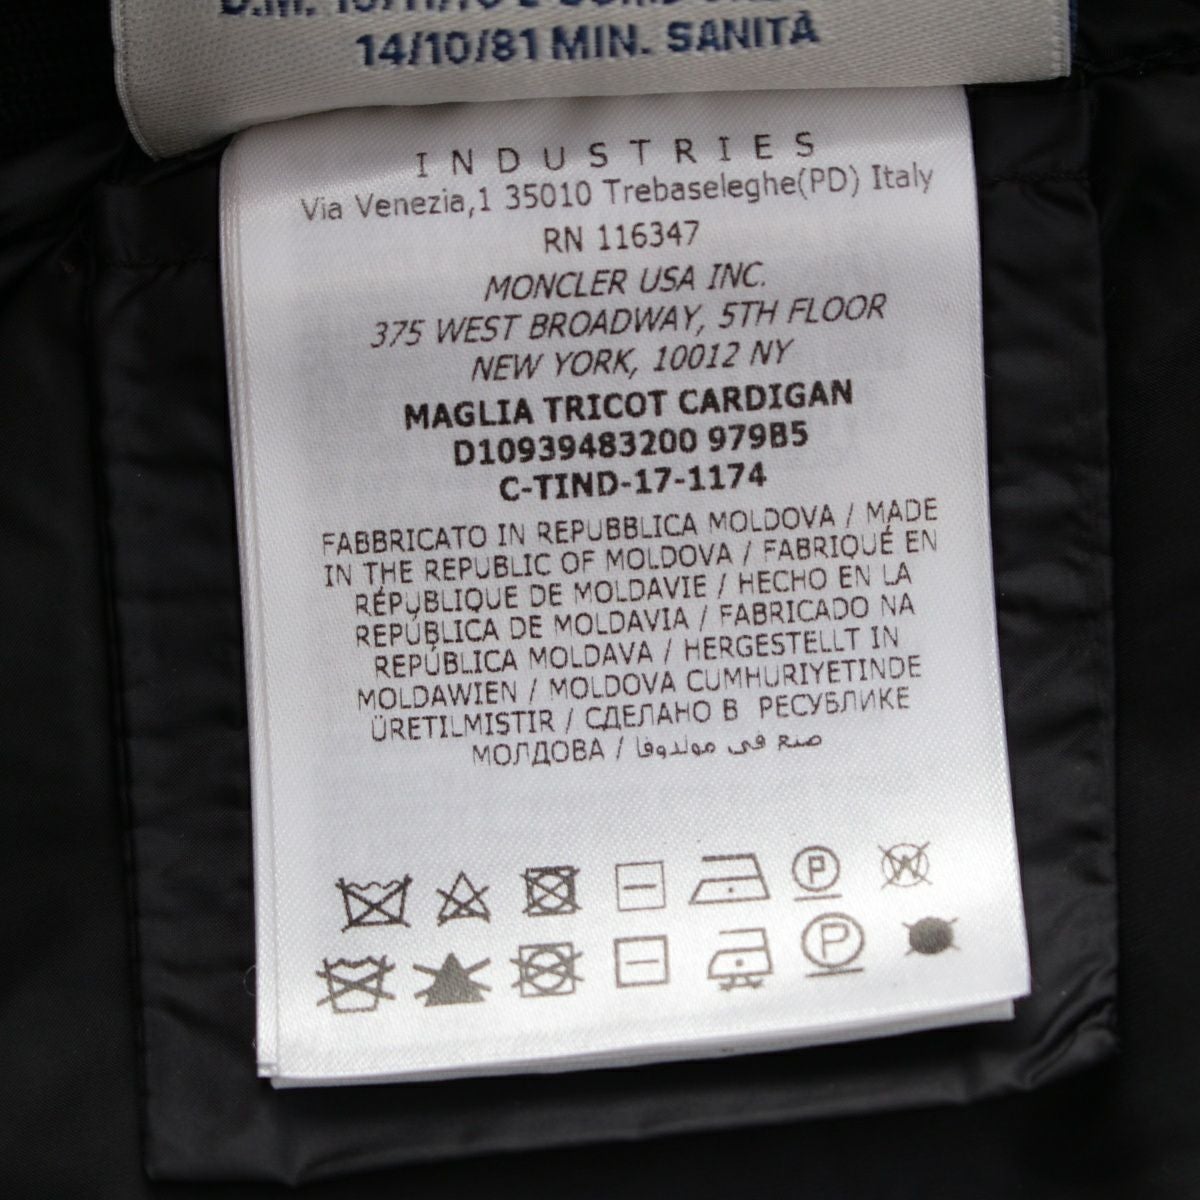 14/10/81 MIN. SANITÀ
INDUSTRIES
Via Venezia,1 35010 Trebaseleghe(PD) Italy
RN 116347
MONCLER USA INC.
375 WEST BROADWAY, 5TH FLOOR
NEW YORK, 10012 NY
MAGLIA TRICOT CARDIGAN
D10939483200 979B5
C-TIND-17-1174
FABBRICATO IN REPUBBLICA MOLDOVA / MADE
IN THE REPUBLIC OF MOLDOVA / FABRIQUÉ EN
RÉPUBLIQUE DE MOLDAVIE / HECHO EN LA
REPÚBLICA DE MOLDAVIA / FABRICADO NA
REPÚBLICA MOLDAVA / HERGESTELLT IN
MOLDAWIEN / MOLDOVA CUMHURIYETINDE
ÜRETILMISTIR / СДЕЛАНО В РЕСПУБЛИКЕ
МОЛДОВА / صنع في مولدوفا
P W
P